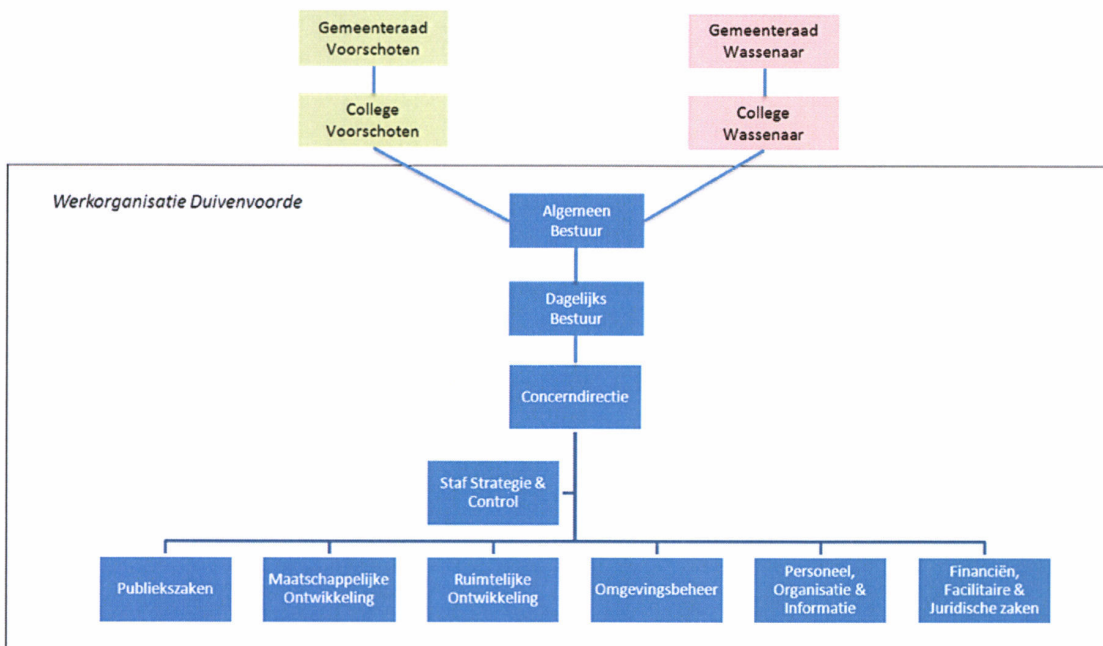 Gemeenteraad
Voorschoten
Gemeenteraad
Wassenaar
College
Voorschoten
College
Wassenaar
Werkorganisatie Duivenvoorde
Algemeen
Bestuur
Dagelijks
Bestuur
Concerndirectie
Staf Strategie &
Control
Publiekszaken
Maatschappelijke
Ontwikkeling
Ruimtelijke
Ontwikkeling
Omgevingsbeheer
Personeel,
Organisatie &
Informatie
Financiën,
Facilitaire &
Juridische zaken